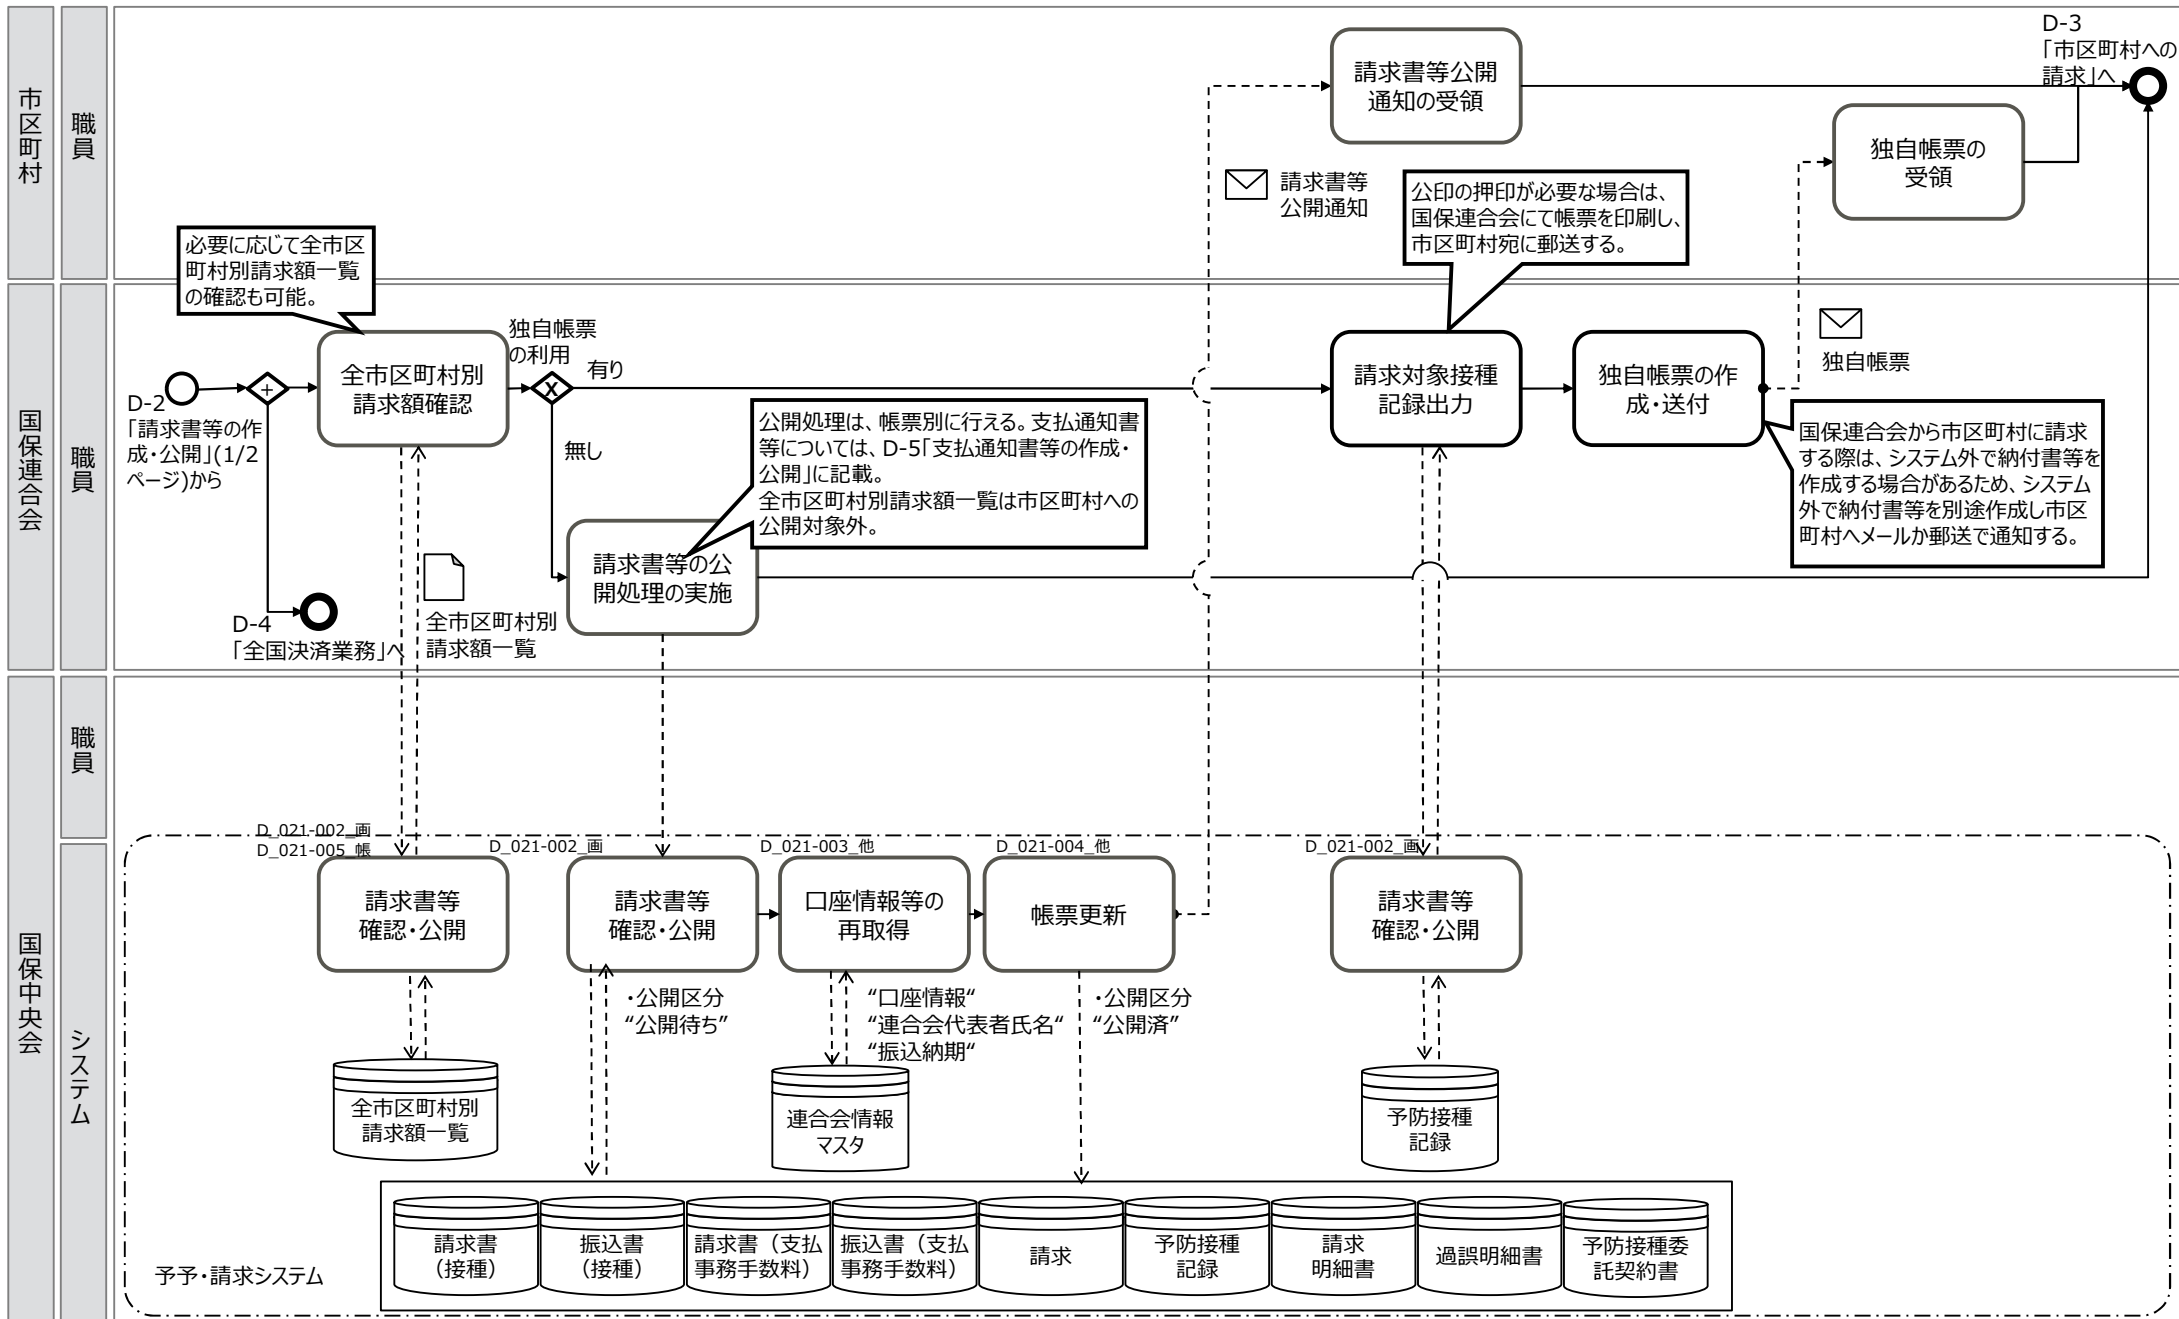 市区町村
職員
D-3
「市区町村への
請求」へ
請求書等公開
通知の受領
独自帳票の
受領
請求書等
公開通知
公印の押印が必要な場合は、
国保連合会にて帳票を印刷し、
市区町村宛に郵送する。
必要に応じて全市区
町村別請求額一覧
の確認も可能。
国保連合会
職員
D-2
「請求書等の作
成・公開」(1/2
ページ)から
+
全市区町村別
請求額確認
独自帳票
の利用
X
有り
無し
請求対象接種
記録出力
独自帳票の作
成・送付
独自帳票
公開処理は、帳票別に行える。支払通知書
等については、D-5「支払通知書等の作成・
公開」に記載。
全市区町村別請求額一覧は市区町村への
公開対象外。
国保連合会から市区町村に請求
する際は、システム外で納付書等を
作成する場合があるため、システム
外で納付書等を別途作成し市区
町村へメールか郵送で通知する。
請求書等の公
開処理の実施
D-4
「全国決済業務」へ
全市区町村別
請求額一覧
国保中央会
職員
システム
D_021-002_画
D_021-005_帳
D_021-002_画
D_021-003_他
D_021-004_他
D_021-002_画
請求書等
確認・公開
請求書等
確認・公開
口座情報等の
再取得
帳票更新
請求書等
確認・公開
・公開区分
“公開待ち”
“口座情報“
“連合会代表者氏名“
“振込納期“
・公開区分
“公開済”
全市区町村別
請求額一覧
連合会情報
マスタ
予防接種
記録
請求書
（接種）
振込書
（接種）
請求書（支払
事務手数料）
振込書（支払
事務手数料）
請求
予防接種
記録
請求
明細書
過誤明細書
予防接種委
託契約書
予予・請求システム